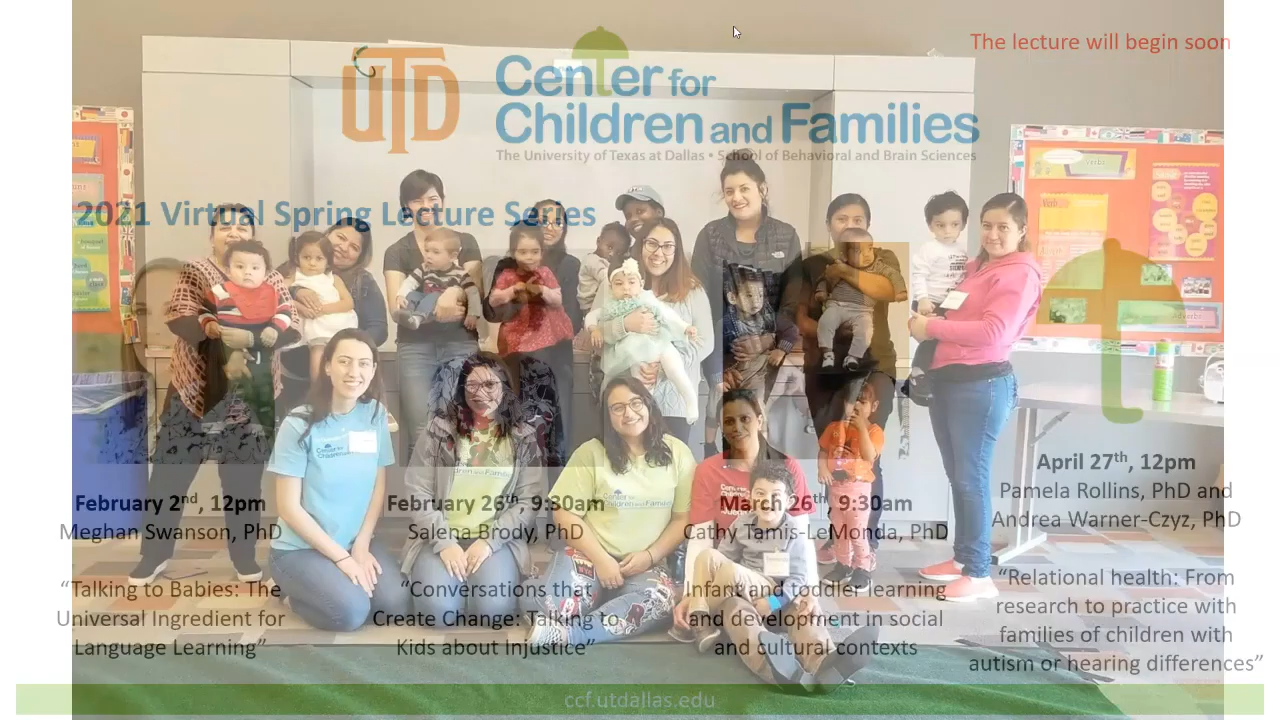 The lecture will begin soon
UTD
Center for
Children and Families
The University of Texas at Dallas • School of Behavioral and Brain Sciences
2021 Virtual Spring Lecture Series
February 2nd, 12pm
Meghan Swanson, PhD
“Talking to Babies: The
Universal Ingredient for
Language Learning”
February 26th, 9:30am
Salena Brody, PhD
“Conversations that
Create Change: Talking to
Kids about Injustice”
March 26th, 9:30am
Cathy Tamis-LeMonda, PhD
Infant and toddler learning
and development in social
and cultural contexts
April 27th, 12pm
Pamela Rollins, PhD and
Andrea Warner-Czyz, PhD
“Relational health: From
research to practice with
families of children with
autism or hearing differences”
ccf.utdallas.edu